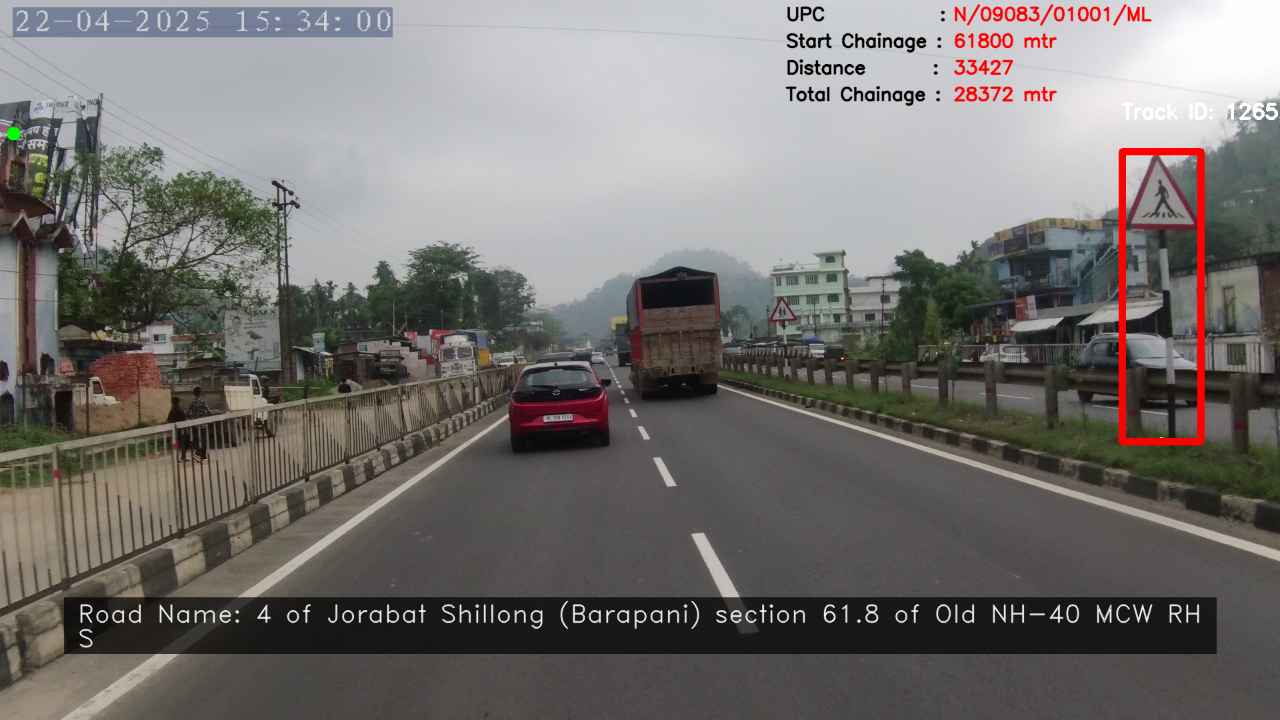 22-04-2025 15:34:00
UPC : N/09083/01001/ML
Start Chainage : 61800 mtr
Distance : 33427
Total Chainage : 28372 mtr
Track ID: 1265
Road Name: 4 of Jorabat Shillong (Barapani) section 61.8 of Old NH-40 MCW RH
S